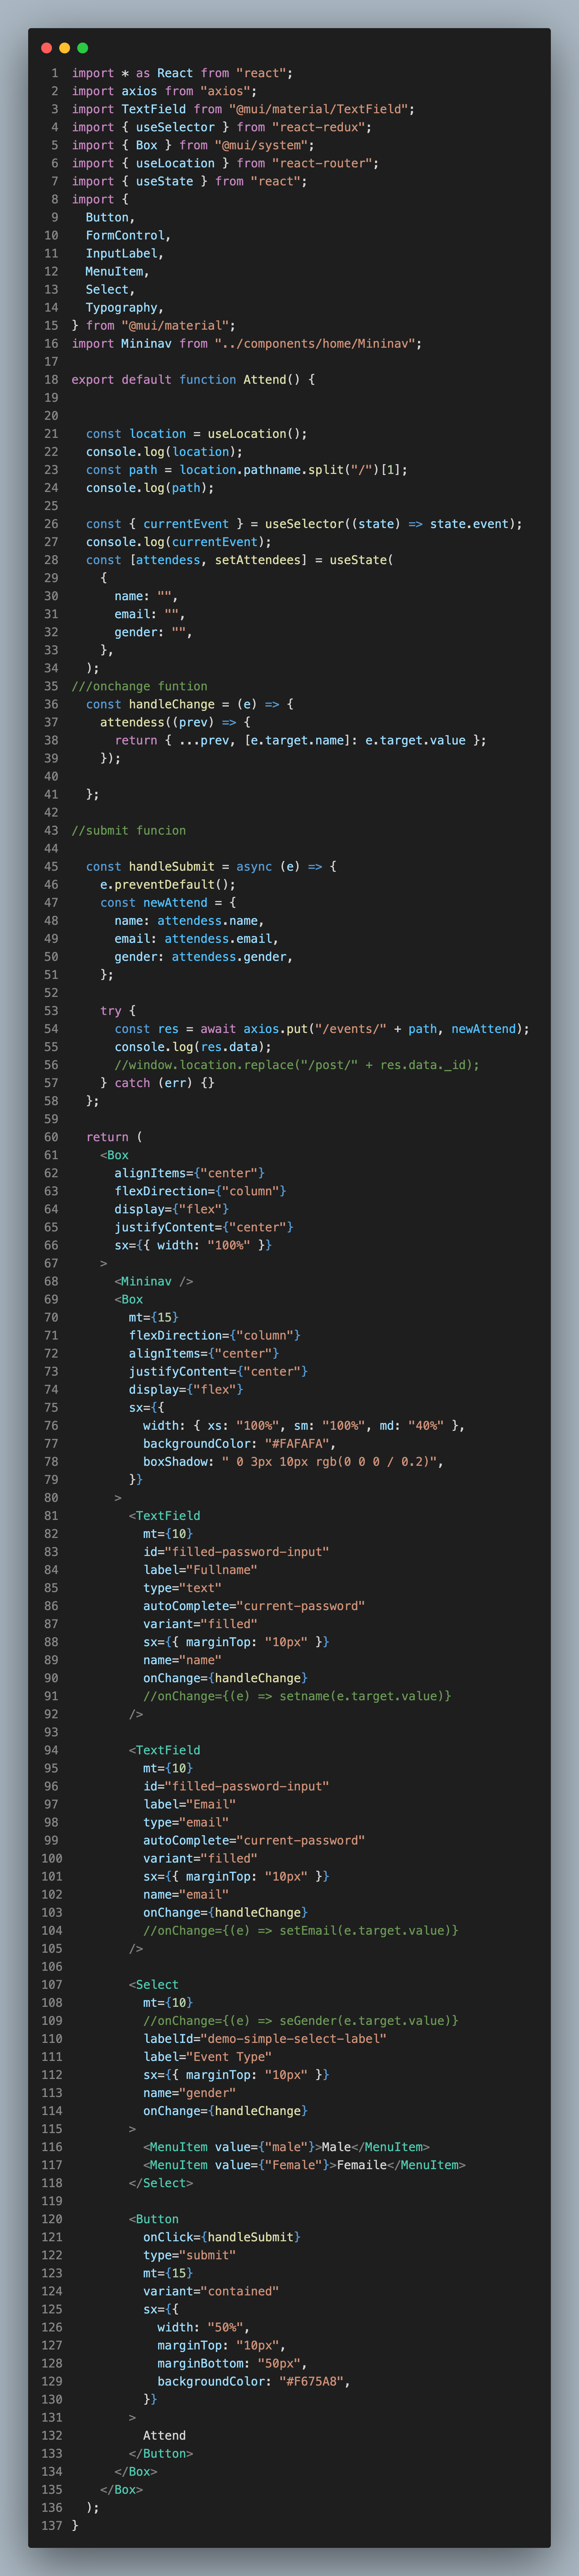 1 import * as React from "react";
2 import axios from "axios";
3 import TextField from "@mui/material/TextField";
4 import { useSelector } from "react-redux";
5 import { Box } from "@mui/system";
6 import { useLocation } from "react-router";
7 import { useState } from "react";
8 import {
9   Button,
10   FormControl,
11   InputLabel,
12   MenuItem,
13   Select,
14   Typography,
15 } from "@mui/material";
16 import Mininav from "../components/home/Mininav";
17
18 export default function Attend() {
19
20
21   const location = useLocation();
22   console.log(location);
23   const path = location.pathname.split("/")[1];
24   console.log(path);
25
26   const { currentEvent } = useSelector((state) => state.event);
27   console.log(currentEvent);
28   const [attendess, setAttendees] = useState(
29     {
30       name: "",
31       email: "",
32       gender: "",
33     },
34   );
35 ///onchange funtion
36   const handleChange = (e) => {
37     attendess((prev) => {
38       return { ...prev, [e.target.name]: e.target.value };
39     });
40
41   };
42
43 //submit funcion
44
45   const handleSubmit = async (e) => {
46     e.preventDefault();
47     const newAttend = {
48       name: attendess.name,
49       email: attendess.email,
50       gender: attendess.gender,
51     };
52
53     try {
54       const res = await axios.put("/events/" + path, newAttend);
55       console.log(res.data);
56       //window.location.replace("/post/" + res.data._id);
57     } catch (err) {}
58   };
59
60   return (
61     <Box
62       alignItems={"center"}
63       flexDirection={"column"}
64       display={"flex"}
65       justifyContent={"center"}
66       sx={{ width: "100%" }}
67     >
68       <Mininav />
69       <Box
70         mt={15}
71         flexDirection={"column"}
72         alignItems={"center"}
73         justifyContent={"center"}
74         display={"flex"}
75         sx={{
76           width: { xs: "100%", sm: "100%", md: "40%" },
77           backgroundColor: "#FAFAFA",
78           boxShadow: " 0 3px 10px rgb(0 0 0 / 0.2)",
79         }}
80       >
81         <TextField
82           mt={10}
83           id="filled-password-input"
84           label="Fullname"
85           type="text"
86           autoComplete="current-password"
87           variant="filled"
88           sx={{ marginTop: "10px" }}
89           name="name"
90           onChange={handleChange}
91           //onChange={(e) => setname(e.target.value)}
92         />
93
94         <TextField
95           mt={10}
96           id="filled-password-input"
97           label="Email"
98           type="email"
99           autoComplete="current-password"
100           variant="filled"
101           sx={{ marginTop: "10px" }}
102           name="email"
103           onChange={handleChange}
104           //onChange={(e) => setEmail(e.target.value)}
105         />
106
107         <Select
108           mt={10}
109           //onChange={(e) => seGender(e.target.value)}
110           labelId="demo-simple-select-label"
111           label="Event Type"
112           sx={{ marginTop: "10px" }}
113           name="gender"
114           onChange={handleChange}
115         >
116           <MenuItem value={"male"}>Male</MenuItem>
117           <MenuItem value={"Female"}>Femaile</MenuItem>
118         </Select>
119
120         <Button
121           onClick={handleSubmit}
122           type="submit"
123           mt={15}
124           variant="contained"
125           sx={{
126             width: "50%",
127             marginTop: "10px",
128             marginBottom: "50px",
129             backgroundColor: "#F675A8",
130           }}
131         >
132           Attend
133         </Button>
134       </Box>
135     </Box>
136   );
137 }